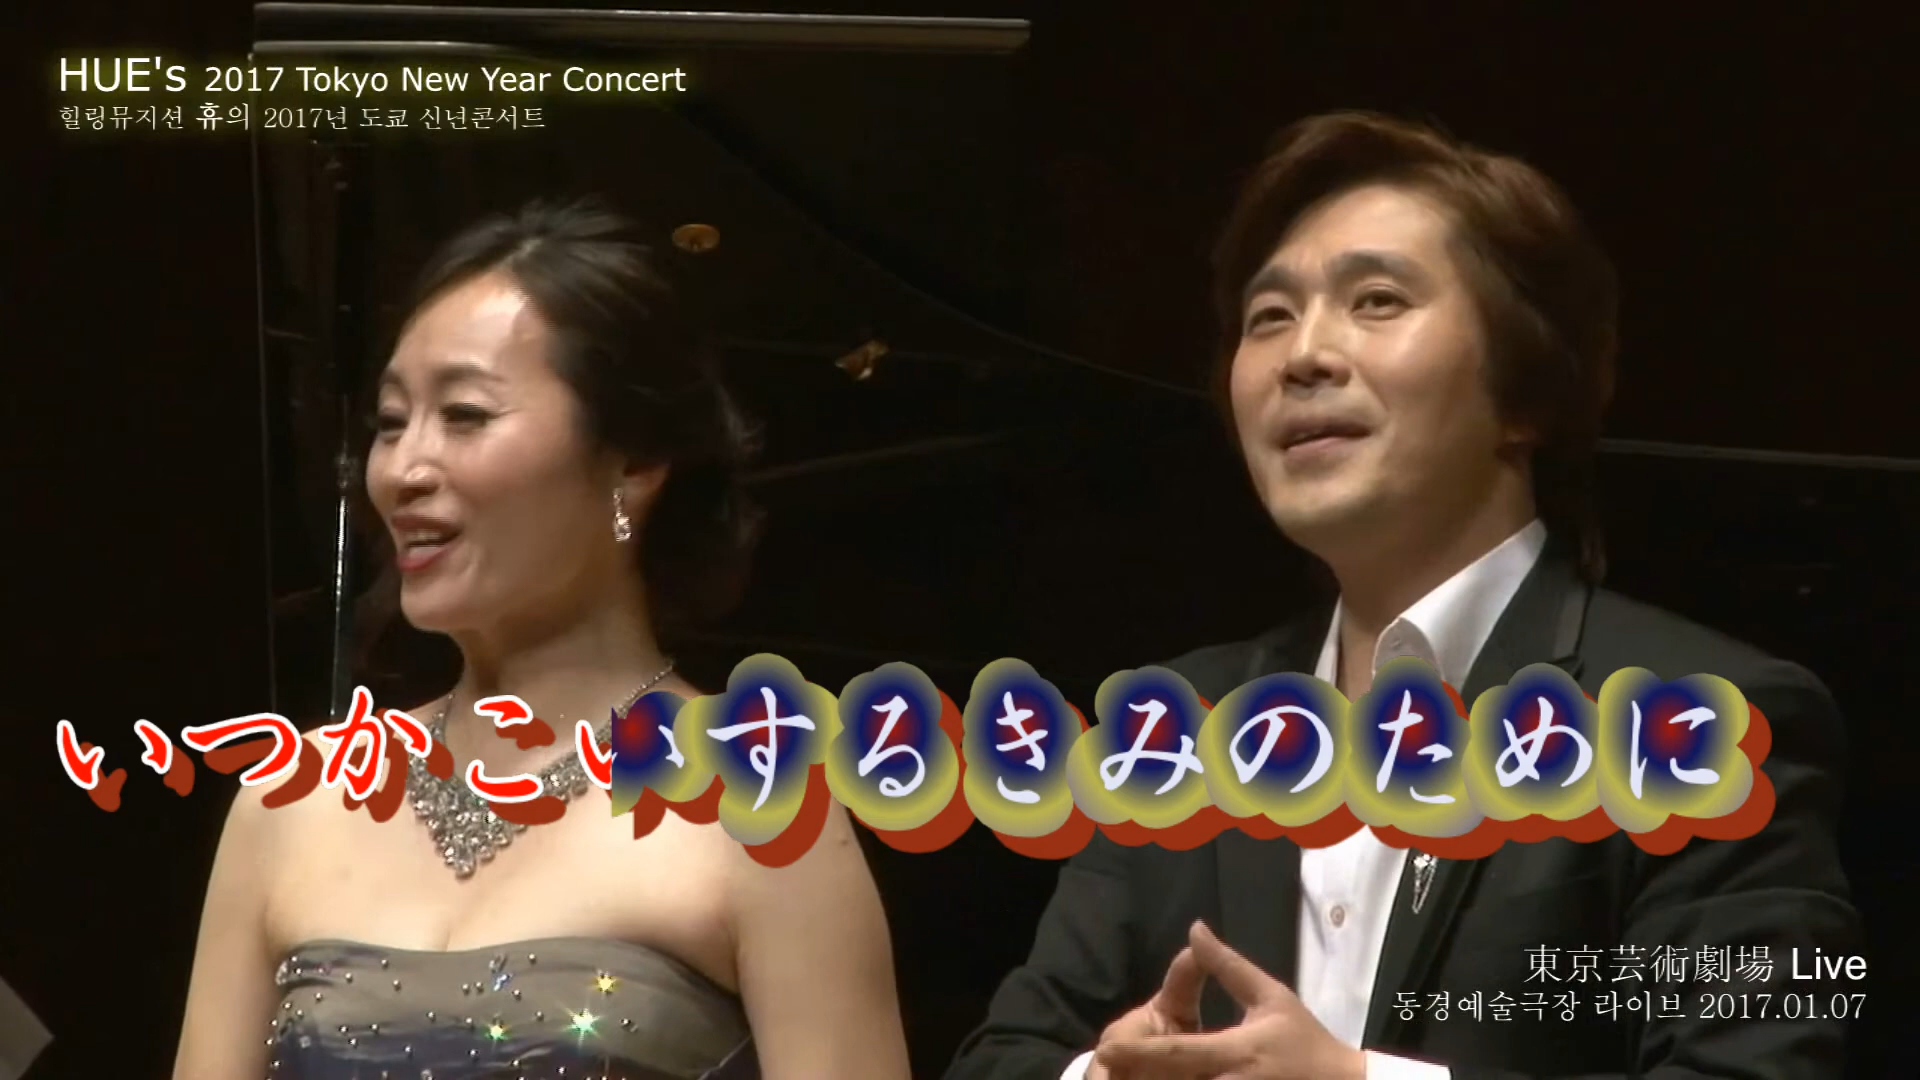 HUE's 2017 Tokyo New Year Concert
힐링뮤지션 휴의 2017년 도쿄 신년콘서트
いつかこいするきみのために
東京芸術劇場 Live
동경예술극장 라이브 2017.01.07